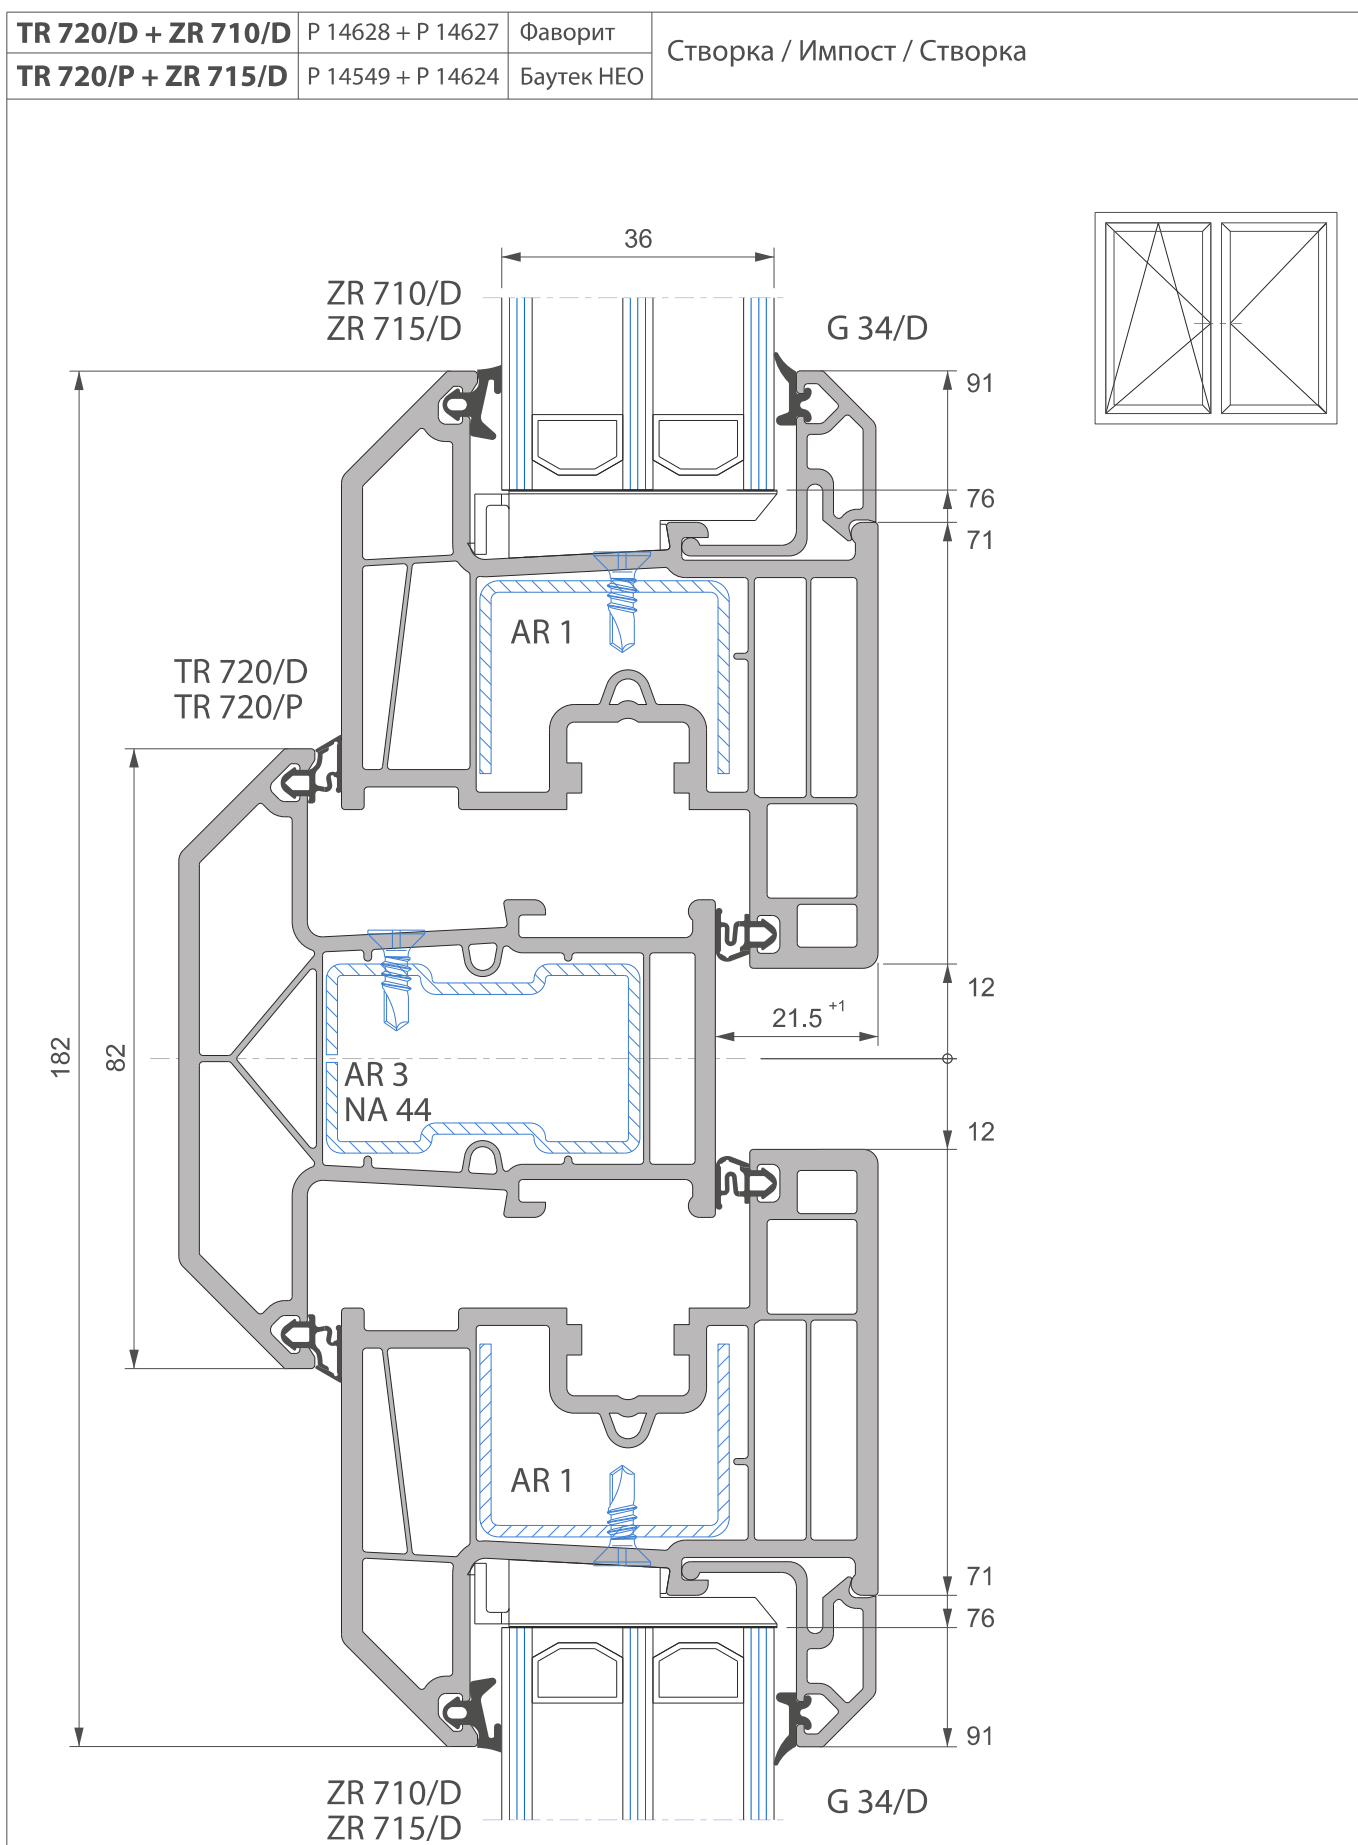 TR 720/D + ZR 710/D P 14628 + P 14627 Фаворит
TR 720/P + ZR 715/D P 14549 + P 14624 Баутек НЕО
Створка / Импост / Створка
36
ZR 710/D
ZR 715/D
G 34/D
91
76
71
AR 1
TR 720/D
TR 720/P
12
21.5 +1
182
82
AR 3
NA 44
12
AR 1
71
76
91
ZR 710/D
ZR 715/D
G 34/D